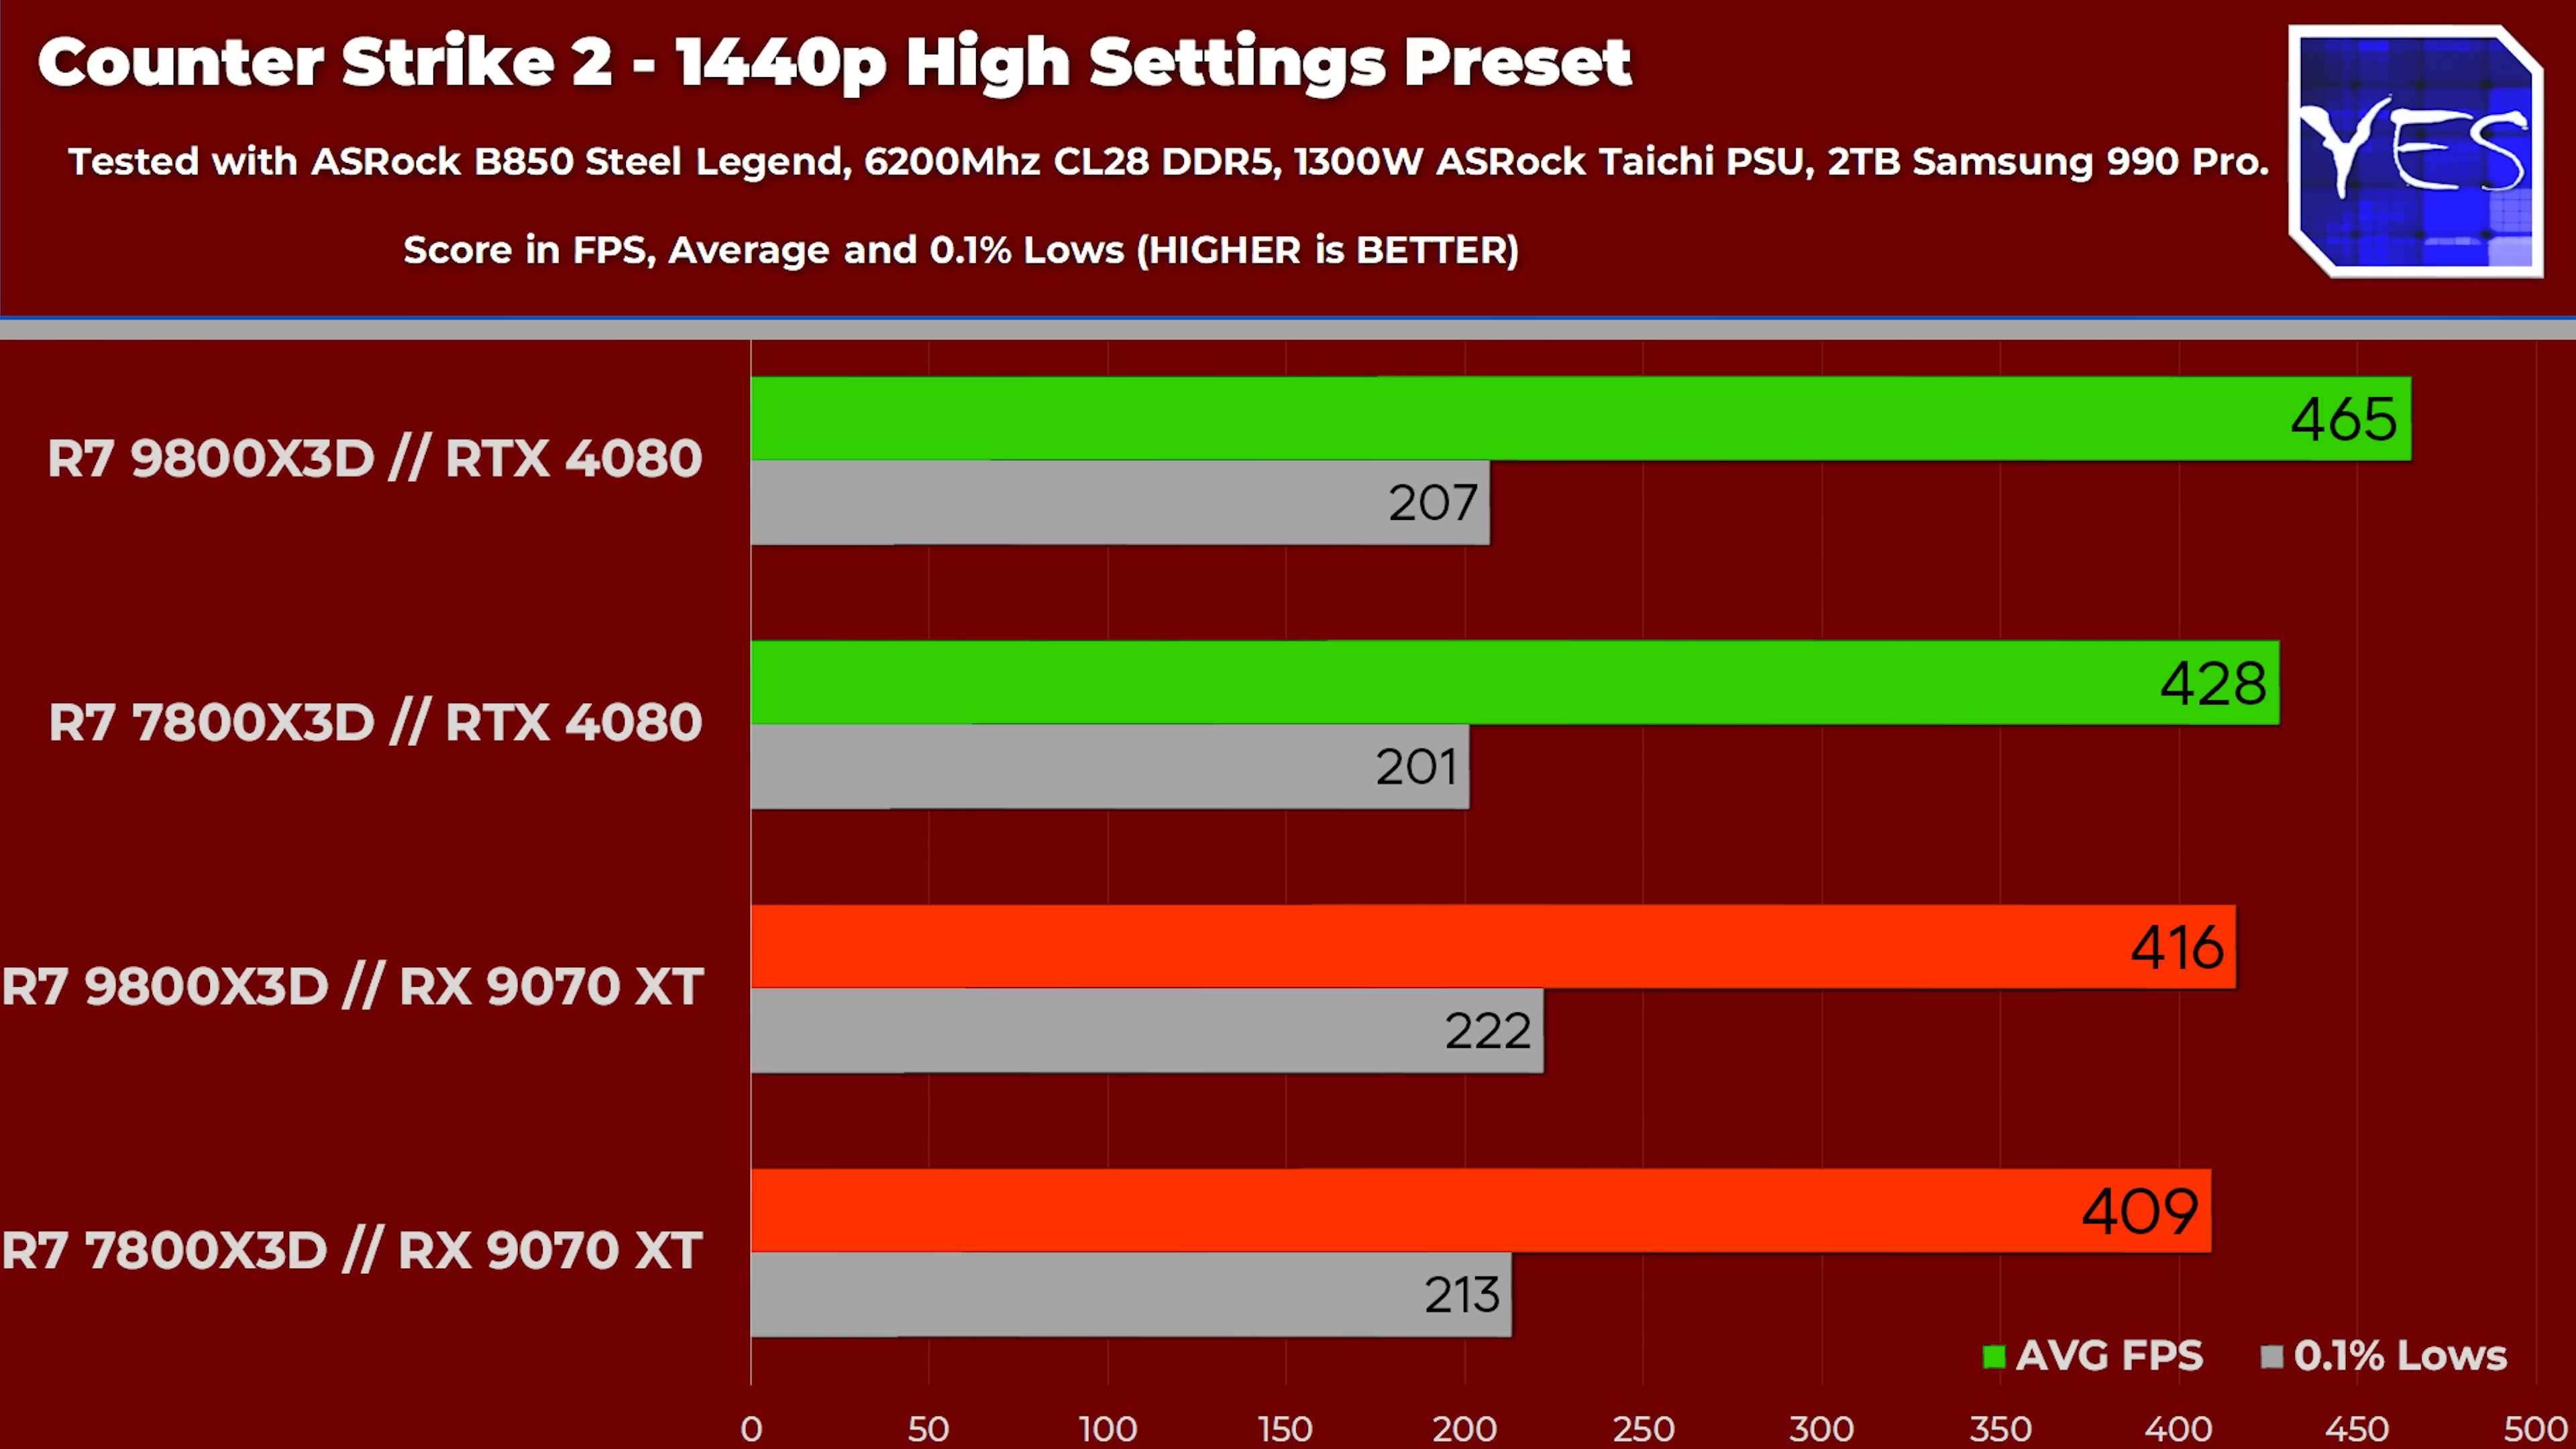 Counter Strike 2 - 1440p High Settings Preset
Tested with ASRock B850 Steel Legend, 6200Mhz CL28 DDR5, 1300W ASRock Taichi PSU, 2TB Samsung 990 Pro.
Score in FPS, Average and 0.1% Lows (HIGHER is BETTER)
YES
R7 9800X3D // RTX 4080
465
207
R7 7800X3D // RTX 4080
428
201
R7 9800X3D // RX 9070 XT
416
222
R7 7800X3D // RX 9070 XT
409
213
AVG FPS 0.1% Lows
0 50 100 150 200 250 300 350 400 450 500